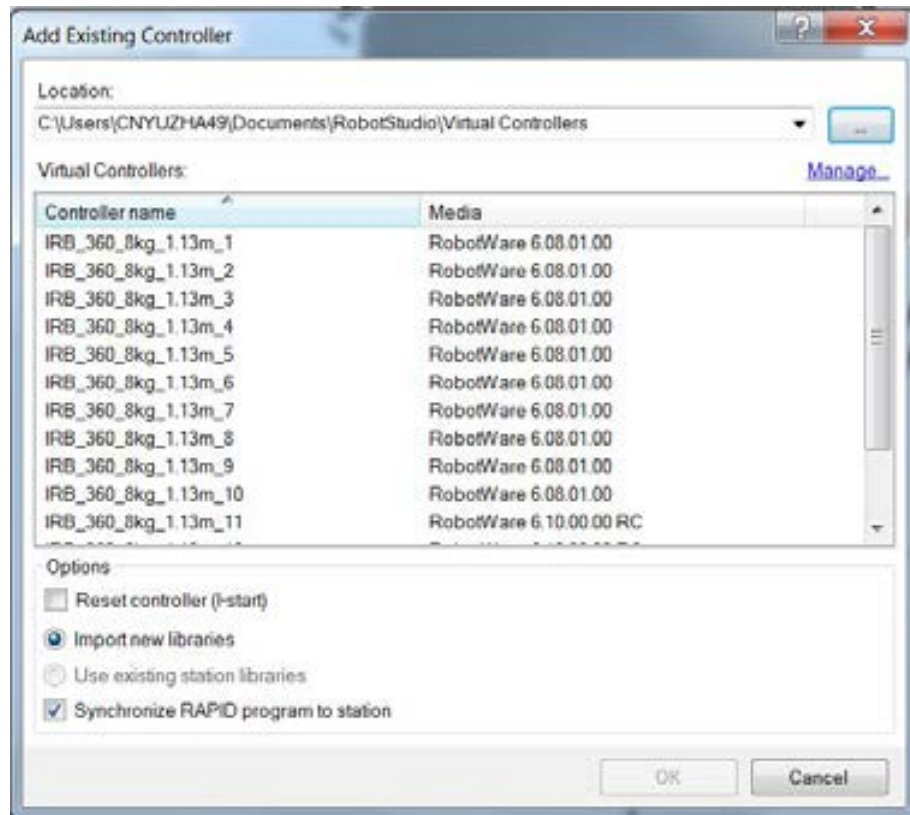 Add Existing Controller
Location:
C:\Users\CNYUZHA49\Documents\RobotStudio\Virtual Controllers
...
Virtual Controllers:
Manage...
Controller name Media
IRB_360_8kg_1.13m_1 RobotWare 6.08.01.00
IRB_360_8kg_1.13m_2 RobotWare 6.08.01.00
IRB_360_8kg_1.13m_3 RobotWare 6.08.01.00
IRB_360_8kg_1.13m_4 RobotWare 6.08.01.00
IRB_360_8kg_1.13m_5 RobotWare 6.08.01.00
IRB_360_8kg_1.13m_6 RobotWare 6.08.01.00
IRB_360_8kg_1.13m_7 RobotWare 6.08.01.00
IRB_360_8kg_1.13m_8 RobotWare 6.08.01.00
IRB_360_8kg_1.13m_9 RobotWare 6.08.01.00
IRB_360_8kg_1.13m_10 RobotWare 6.08.01.00
IRB_360_8kg_1.13m_11 RobotWare 6.10.00.00 RC
Options
Reset controller (I-start)
Import new libraries
Use existing station libraries
Synchronize RAPID program to station
OK Cancel